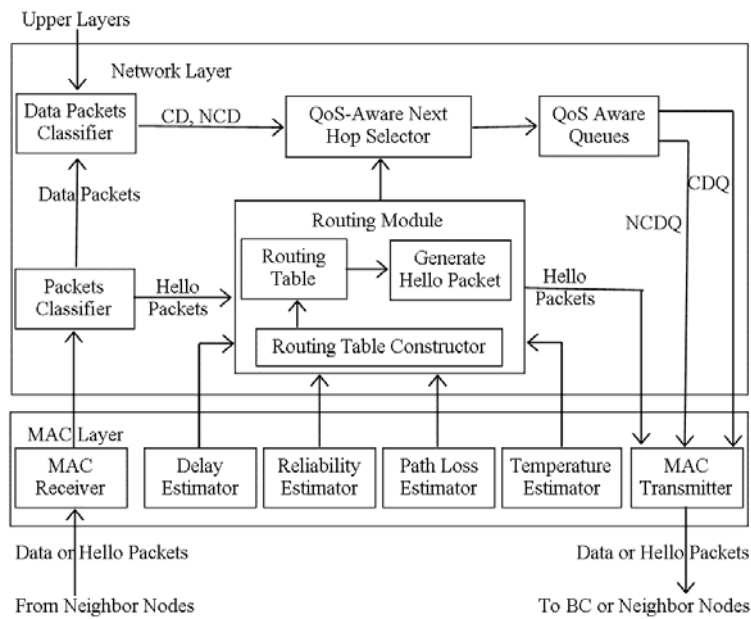 Upper Layers
Network Layer
Data Packets
Classifier
CD, NCD
QoS-Aware Next
Hop Selector
QoS Aware
Queues
CDQ
NCDQ
Data Packets
Routing Module
Routing
Table
Generate
Hello Packet
Packets
Classifier
Hello
Packets
Hello
Packets
Routing Table Constructor
MAC Layer
MAC
Receiver
Delay
Estimator
Reliability
Estimator
Path Loss
Estimator
Temperature
Estimator
MAC
Transmitter
Data or Hello Packets
Data or Hello Packets
From Neighbor Nodes
To BC or Neighbor Nodes